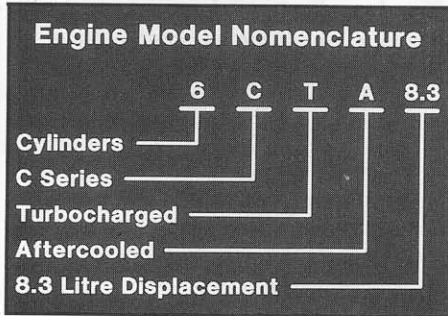 Engine Model Nomenclature
6 C T A 8.3
Cylinders
C Series
Turbocharged
Aftercooled
8.3 Litre Displacement